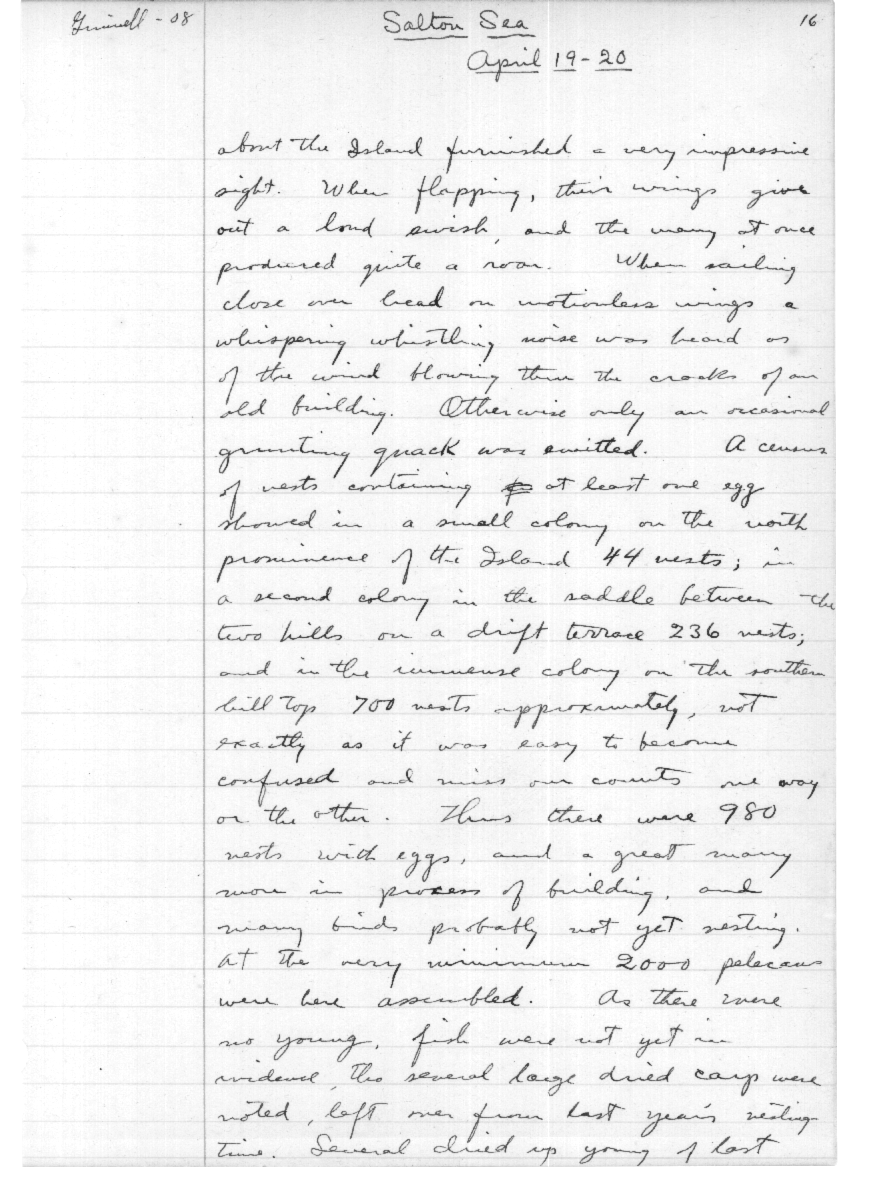 Grinnell - 08
Salton Sea
16
April 19-20
about the Island furnished a very impressive
sight. When flapping, their wings give
out a loud swish, and the many at once
produced quite a roar. When sailing
close over head on motionless wings a
whispering whistling noise was heard as
of the wind blowing thru the cracks of an
old building. Otherwise only an occasional
grunting quack was emitted. A census
of nests containing at least one egg
showed in a small colony on the north
prominence of the Island 44 nests; in
a second colony in the saddle between the
two hills on a drift terrace 236 nests;
and in the immense colony on the southern
hill top 700 nests approximately, not
exactly as it was easy to become
confused and miss our counts one way
or the other. Thus there were 980
nests with eggs, and a great many
more in process of building, and
many birds probably not yet nesting.
At the very minimum 2000 pelecans
were here assembled. As there were
no young, fish were not yet in
evidence, tho several large dried carp were
noted, left over from last year's nesting-
time. Several dried up young of last